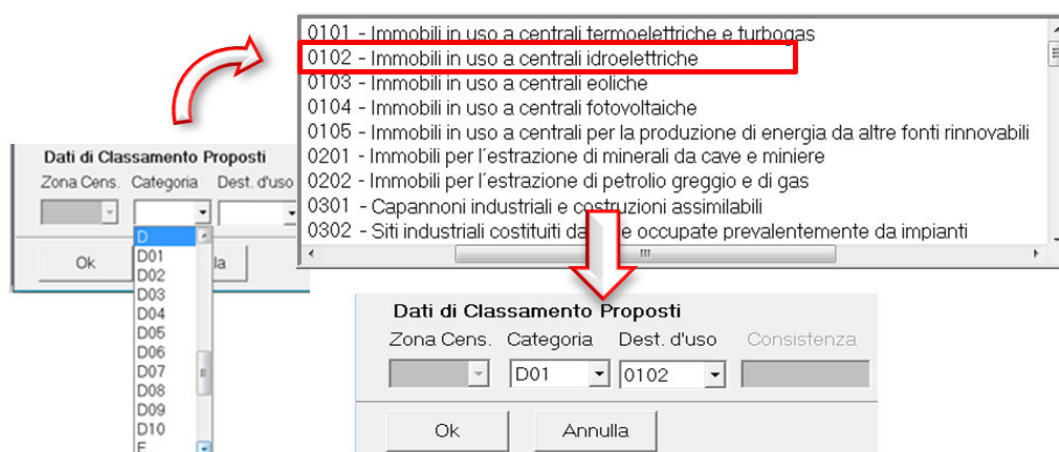 0101 - Immobili in uso a centrali termoelettriche e turbogas
0102 - Immobili in uso a centrali idroelettriche
0103 - Immobili in uso a centrali eoliche
0104 - Immobili in uso a centrali fotovoltaiche
0105 - Immobili in uso a centrali per la produzione di energia da altre fonti rinnovabili
0201 - Immobili per l´estrazione di minerali da cave e miniere
0202 - Immobili per l´estrazione di petrolio greggio e di gas
0301 - Capannoni industriali e costruzioni assimilabili
0302 - Siti industriali costituiti da e occupate prevalentemente da impianti
Dati di Classamento Proposti
Zona Cens. Categoria Dest. d'uso
Ok la
D
D01
D02
D03
D04
D05
D06
D07
D08
D09
D10
E
Dati di Classamento Proposti
Zona Cens. Categoria Dest. d'uso Consistenza
D01 0102
Ok Annulla